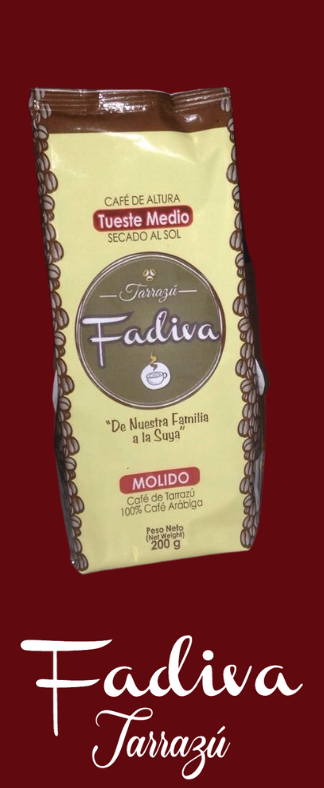 CAFÉ DE ALTURA
Tueste Medio
SECADO AL SOL
Tarrazú
Fadiva
"De Nuestra Familia
a la Suya"
MOLIDO
Café de Tarrazú
100% Café Arábiga
Peso Neto
(Net Weight)
200 g
Fadiva
Tarrazú